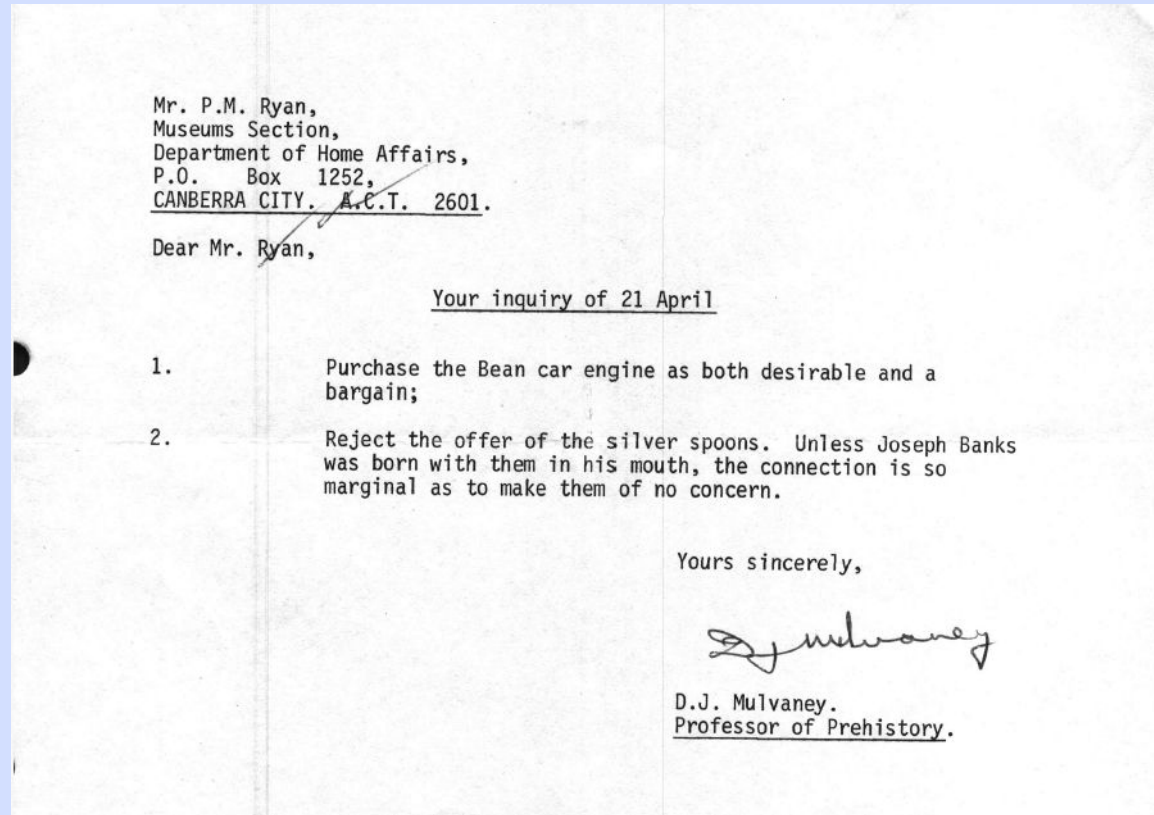 Mr. P.M. Ryan,
Museums Section,
Department of Home Affairs,
P.O. Box 1252,
CANBERRA CITY. A.C.T. 2601.
Dear Mr. Ryan,
Your inquiry of 21 April
1. Purchase the Bean car engine as both desirable and a
bargain;
2. Reject the offer of the silver spoons. Unless Joseph Banks
was born with them in his mouth, the connection is so
marginal as to make them of no concern.
Yours sincerely,
DJ Mulvaney
D.J. Mulvaney.
Professor of Prehistory.